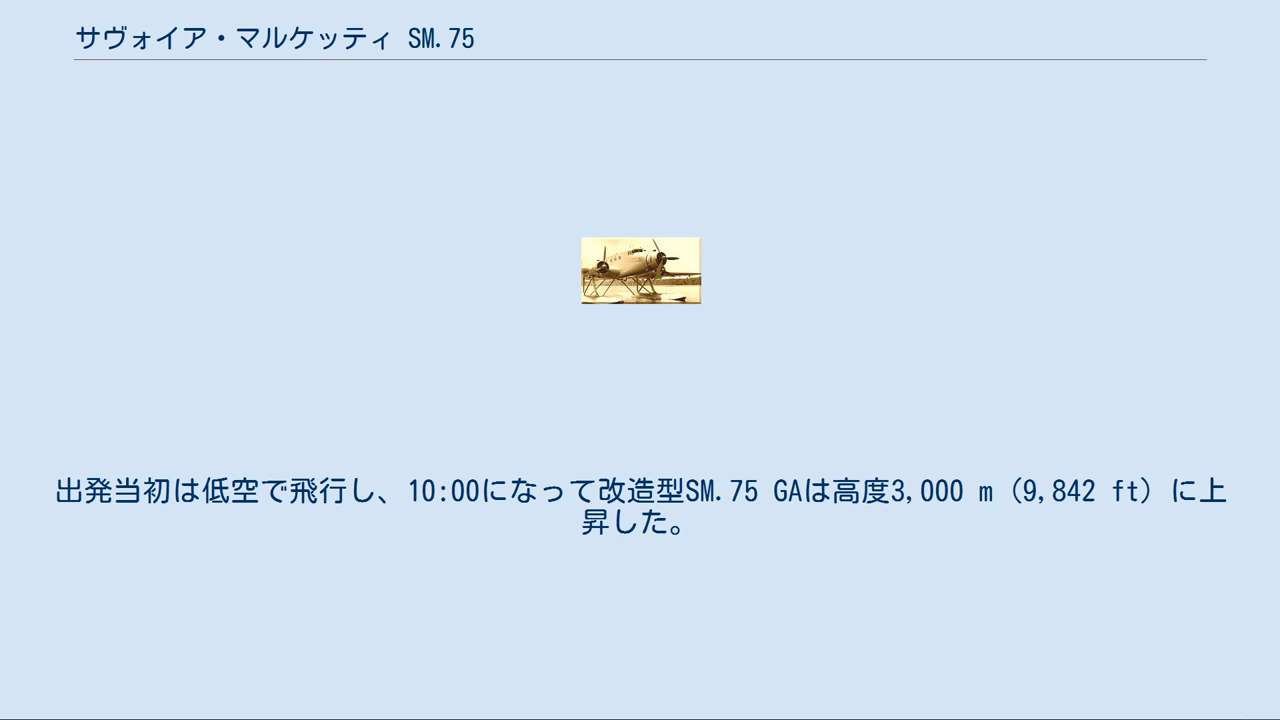 サヴォイア・マルケッティ SM.75
出発当初は低空で飛行し、10:00になって改造型SM.75 GAは高度3,000 m（9,842 ft）に上
昇した。